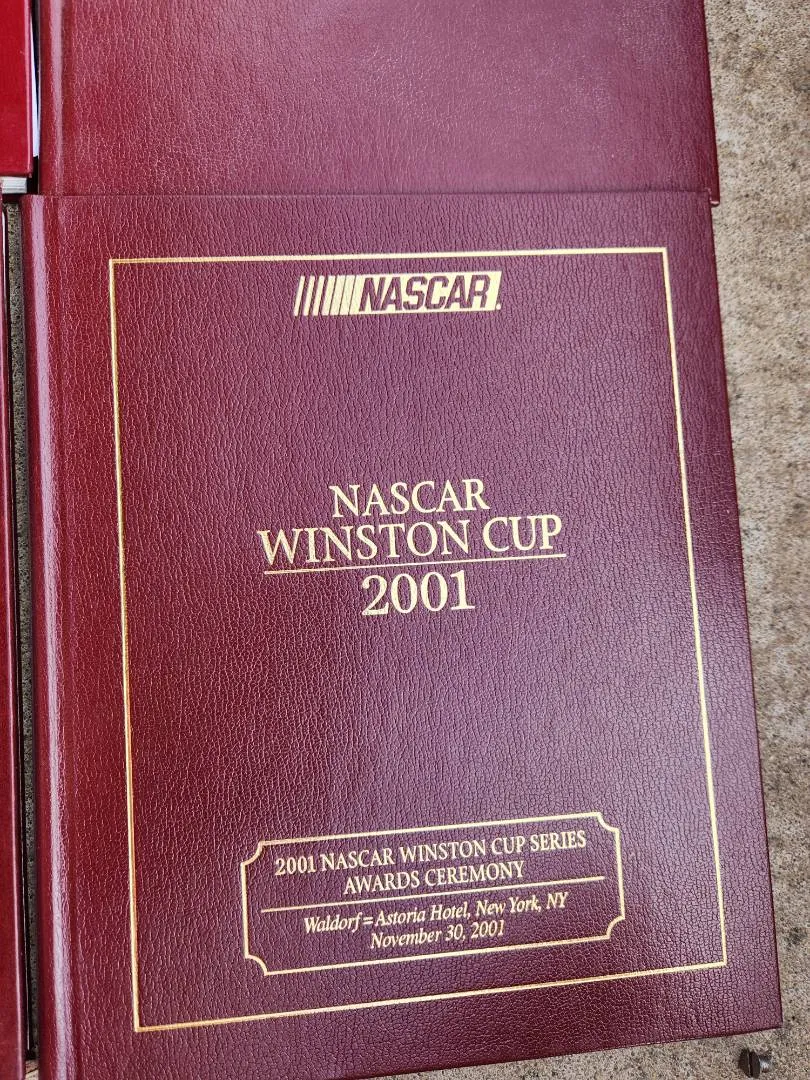 NASCAR.
NASCAR
WINSTON CUP
2001
2001 NASCAR WINSTON CUP SERIES
AWARDS CEREMONY
Waldorf=Astoria Hotel, New York, NY
November 30, 2001